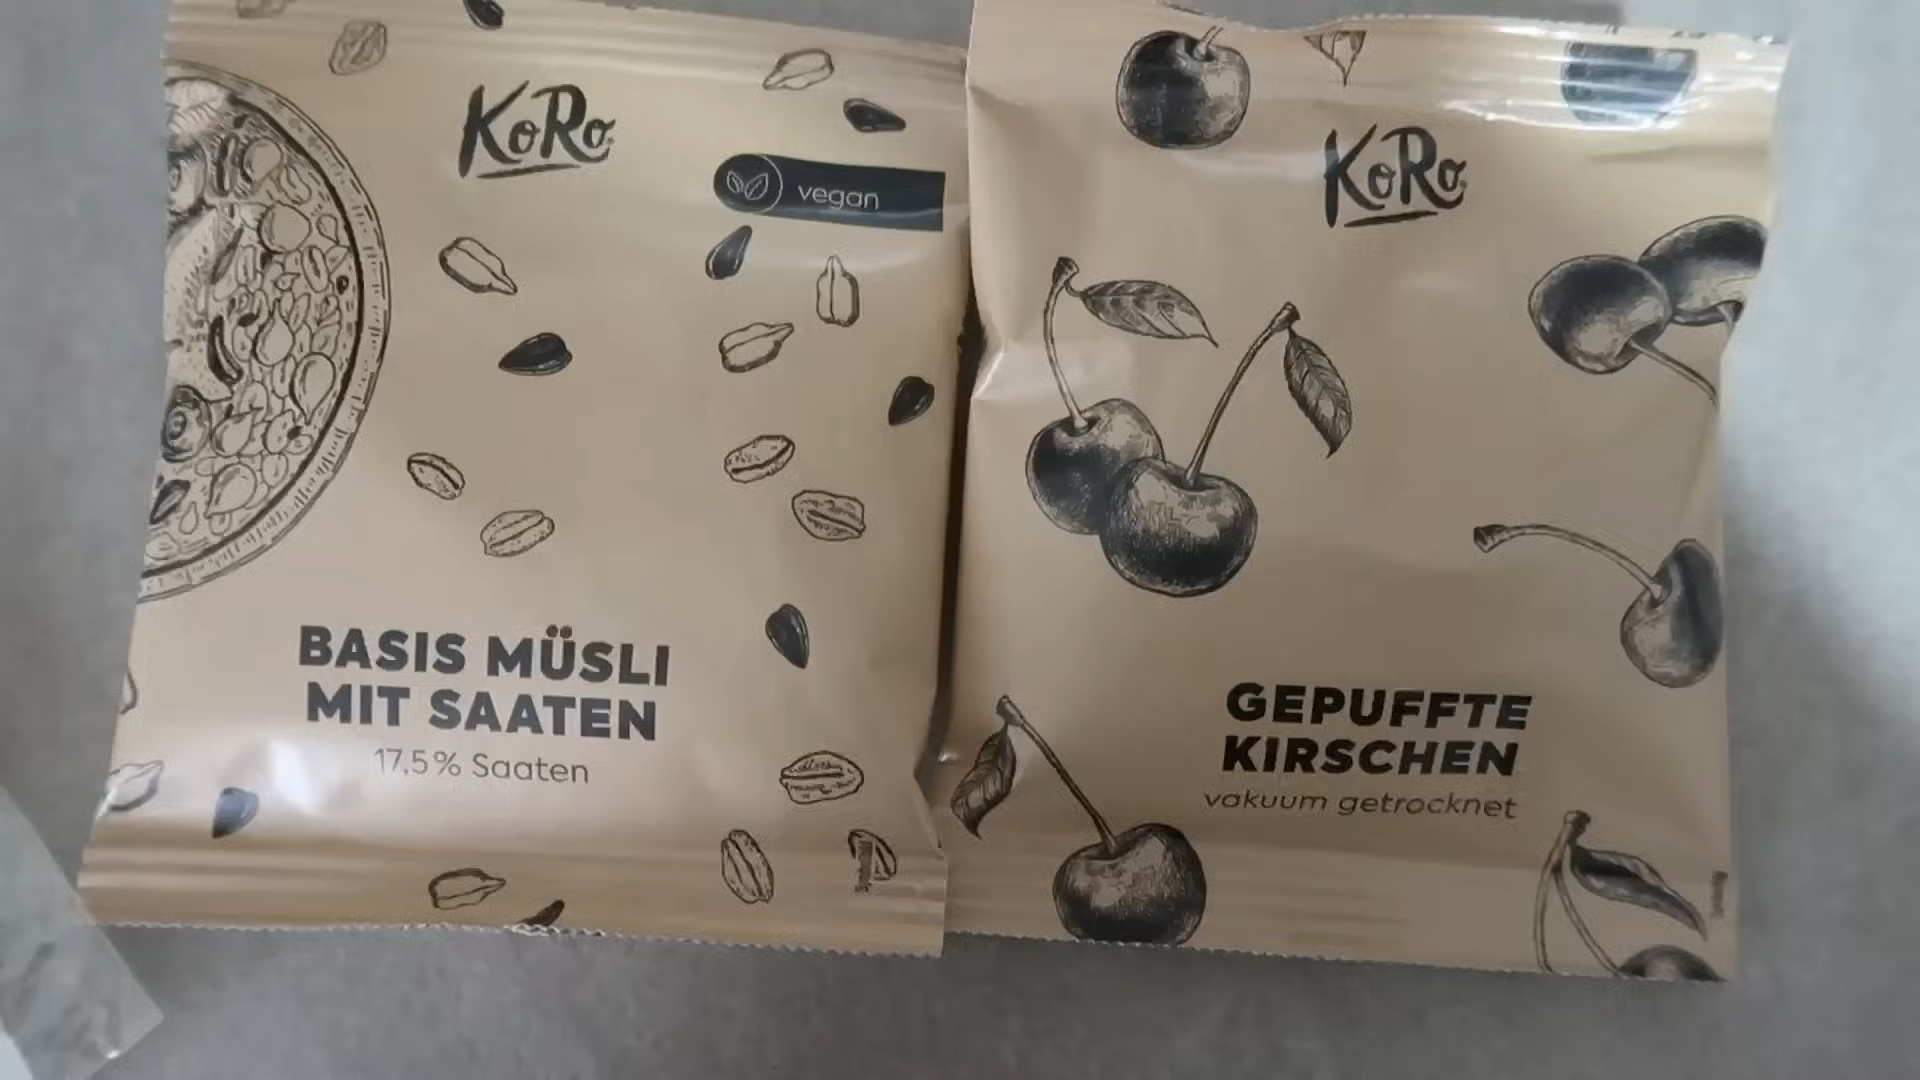 KoRo
vegan
BASIS MÜSLI
MIT SAATEN
17,5% Saaten
KoRo
GEPUFFTE
KIRSCHEN
vakuum getrocknet